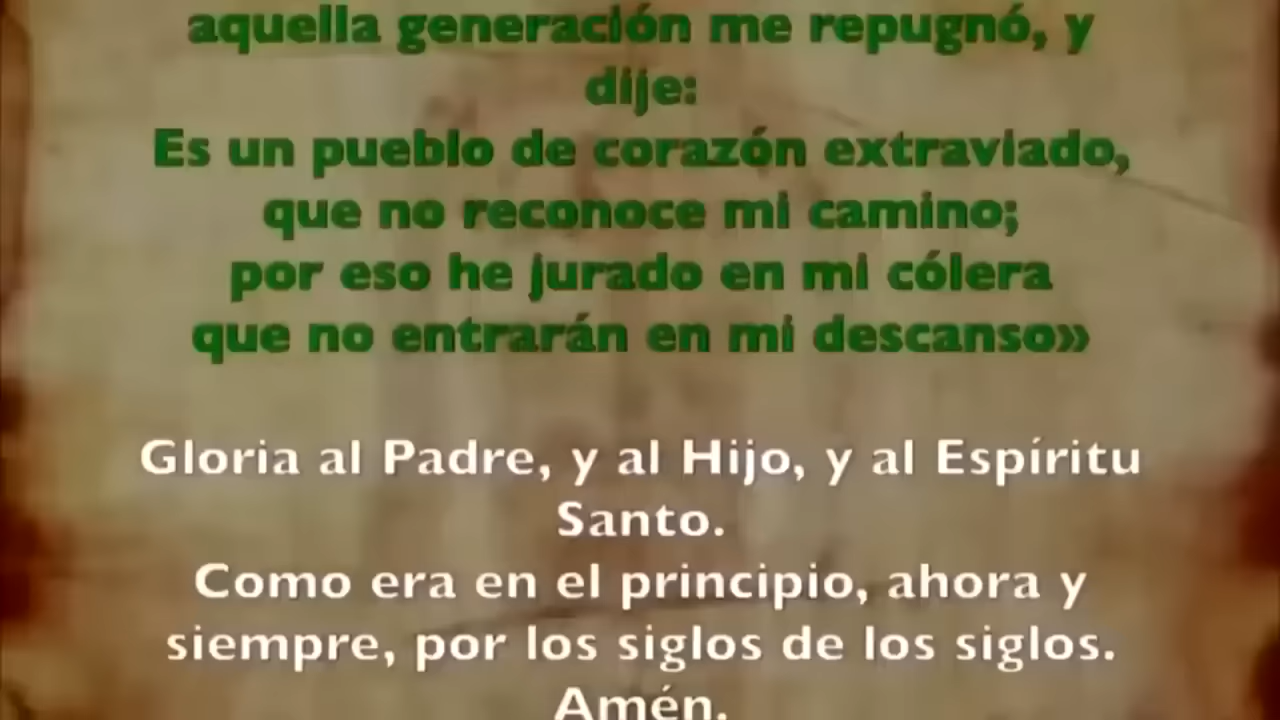 aquella generación me repugnó, y
dije:
Es un pueblo de corazón extraviado,
que no reconoce mi camino;
por eso he jurado en mi cólera
que no entrarán en mi descanso»
Gloria al Padre, y al Hijo, y al Espíritu
Santo.
Como era en el principio, ahora y
siempre, por los siglos de los siglos.
Amén.